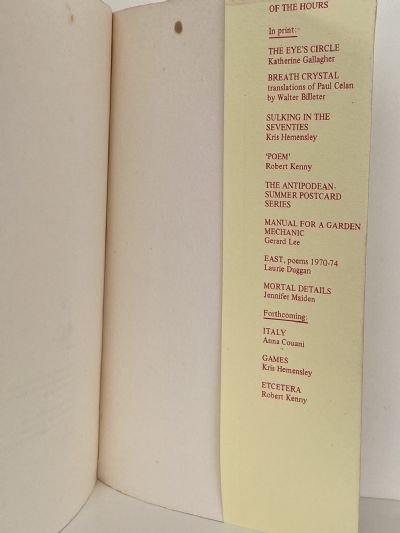 OF THE HOURS
In print:-
THE EYE'S CIRCLE
Katherine Gallagher
BREATH CRYSTAL
translations of Paul Celan
by Walter Billeter
SULKING IN THE
SEVENTIES
Kris Hemensley
'POEM'
Robert Kenny
THE ANTIPODEAN-
SUMMER POSTCARD
SERIES
MANUAL FOR A GARDEN
MECHANIC
Gerard Lee
EAST, poems 1970-74
Laurie Duggan
MORTAL DETAILS
Jennifer Maiden
Forthcoming:
ITALY
Anna Couani
GAMES
Kris Hemensley
ETCETERA
Robert Kenny